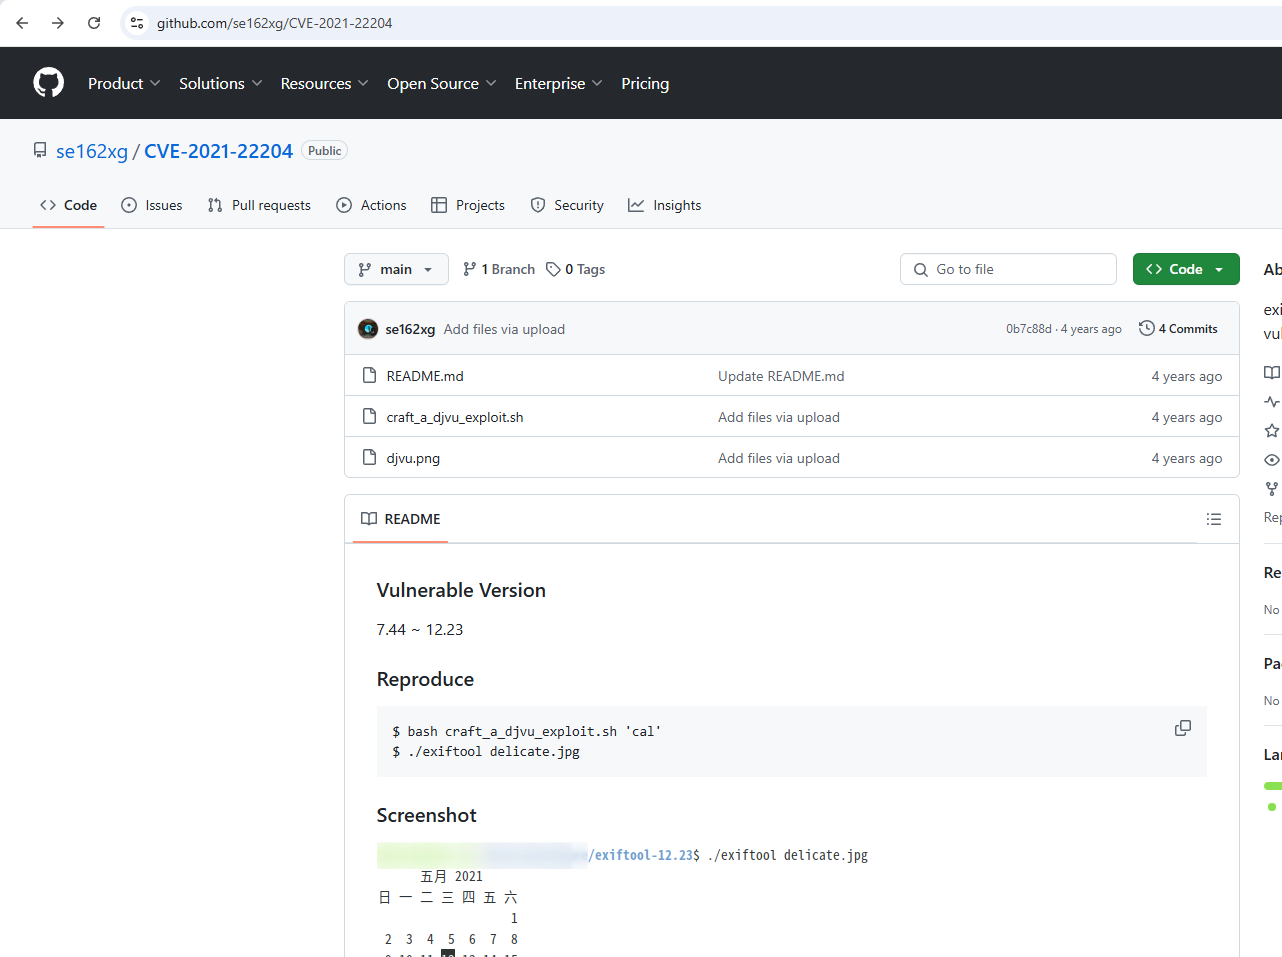 github.com/se162xg/CVE-2021-22204
Product Solutions Resources Open Source Enterprise Pricing
se162xg / CVE-2021-22204 Public
Code Issues Pull requests Actions Projects Security Insights
main 1 Branch 0 Tags Go to file Code
se162xg Add files via upload 0b7c88d · 4 years ago 4 Commits
README.md Update README.md 4 years ago
craft_a_djvu_exploit.sh Add files via upload 4 years ago
djvu.png Add files via upload 4 years ago
README
Vulnerable Version
7.44 ~ 12.23
Reproduce
$ bash craft_a_djvu_exploit.sh 'cal'
$ ./exiftool delicate.jpg
Screenshot
/exiftool-12.23$ ./exiftool delicate.jpg
五月 2021
日 一 二 三 四 五 六
1
2 3 4 5 6 7 8
No
No